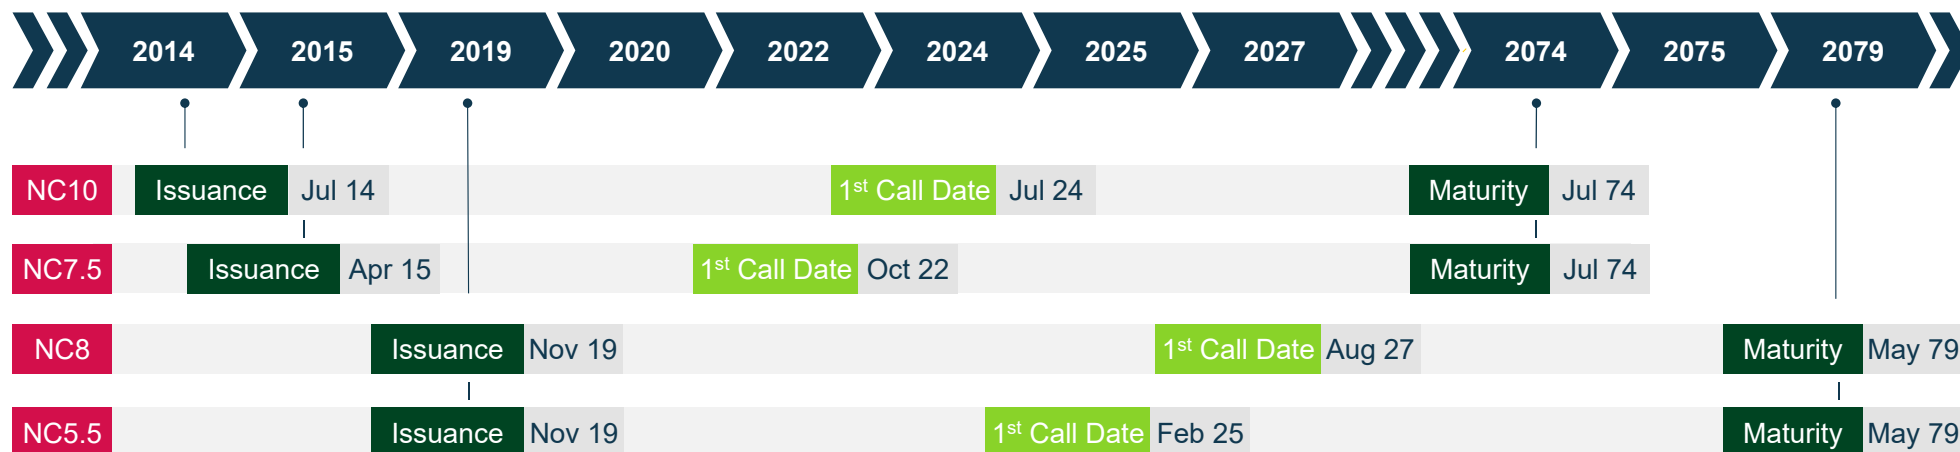 2014 2015 2019 2020 2022 2024 2025 2027 2074 2075 2079
NC10 Issuance Jul 14 1st Call Date Jul 24 Maturity Jul 74
NC7.5 Issuance Apr 15 1st Call Date Oct 22 Maturity Jul 74
NC8 Issuance Nov 19 1st Call Date Aug 27 Maturity May 79
NC5.5 Issuance Nov 19 1st Call Date Feb 25 Maturity May 79